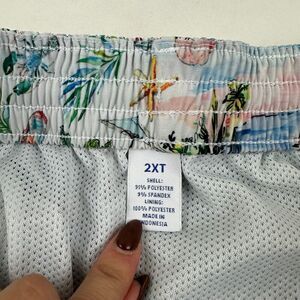 2XT
SHELL:
91% POLYESTER
9% SPANDEX
LINING:
100% POLYESTER
MADE IN
INDONESIA